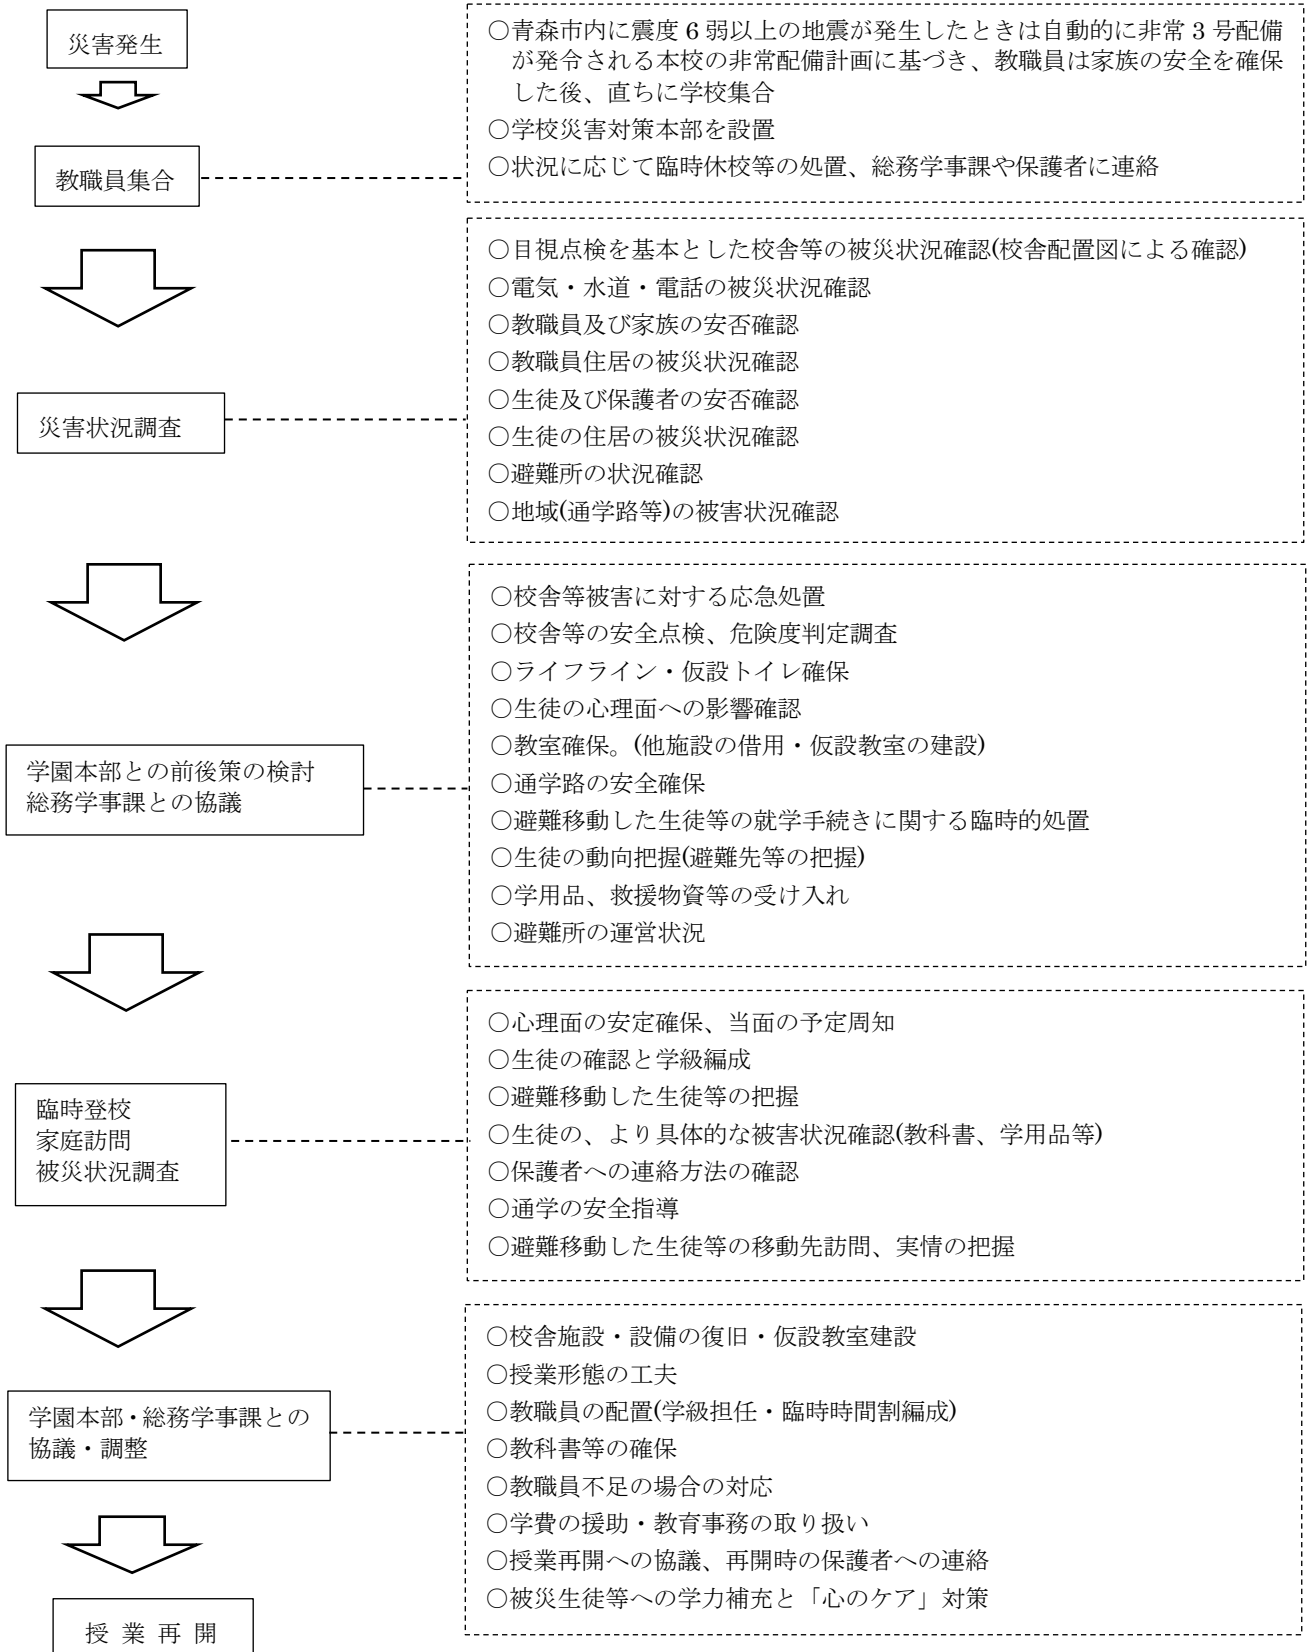 災害発生
○青森市内に震度 6 弱以上の地震が発生したときは自動的に非常 3 号配備
が発令される本校の非常配備計画に基づき、教職員は家族の安全を確保
した後、直ちに学校集合
○学校災害対策本部を設置
○状況に応じて臨時休校等の処置、総務学事課や保護者に連絡
教職員集合
○目視点検を基本とした校舎等の被災状況確認(校舎配置図による確認)
○電気・水道・電話の被災状況確認
○教職員及び家族の安否確認
○教職員住居の被災状況確認
○生徒及び保護者の安否確認
○生徒の住居の被災状況確認
○避難所の状況確認
○地域(通学路等)の被害状況確認
災害状況調査
○校舎等被害に対する応急処置
○校舎等の安全点検、危険度判定調査
○ライフライン・仮設トイレ確保
○生徒の心理面への影響確認
○教室確保。(他施設の借用・仮設教室の建設)
○通学路の安全確保
○避難移動した生徒等の就学手続きに関する臨時的処置
○生徒の動向把握(避難先等の把握)
○学用品、救援物資等の受け入れ
○避難所の運営状況
学園本部との前後策の検討
総務学事課との協議
○心理面の安定確保、当面の予定周知
○生徒の確認と学級編成
○避難移動した生徒等の把握
○生徒の、より具体的な被害状況確認(教科書、学用品等)
○保護者への連絡方法の確認
○通学の安全指導
○避難移動した生徒等の移動先訪問、実情の把握
臨時登校
家庭訪問
被災状況調査
○校舎施設・設備の復旧・仮設教室建設
○授業形態の工夫
○教職員の配置(学級担任・臨時時間割編成)
○教科書等の確保
○教職員不足の場合の対応
○学費の援助・教育事務の取り扱い
○授業再開への協議、再開時の保護者への連絡
○被災生徒等への学力補充と「心のケア」対策
学園本部・総務学事課との
協議・調整
授 業 再 開